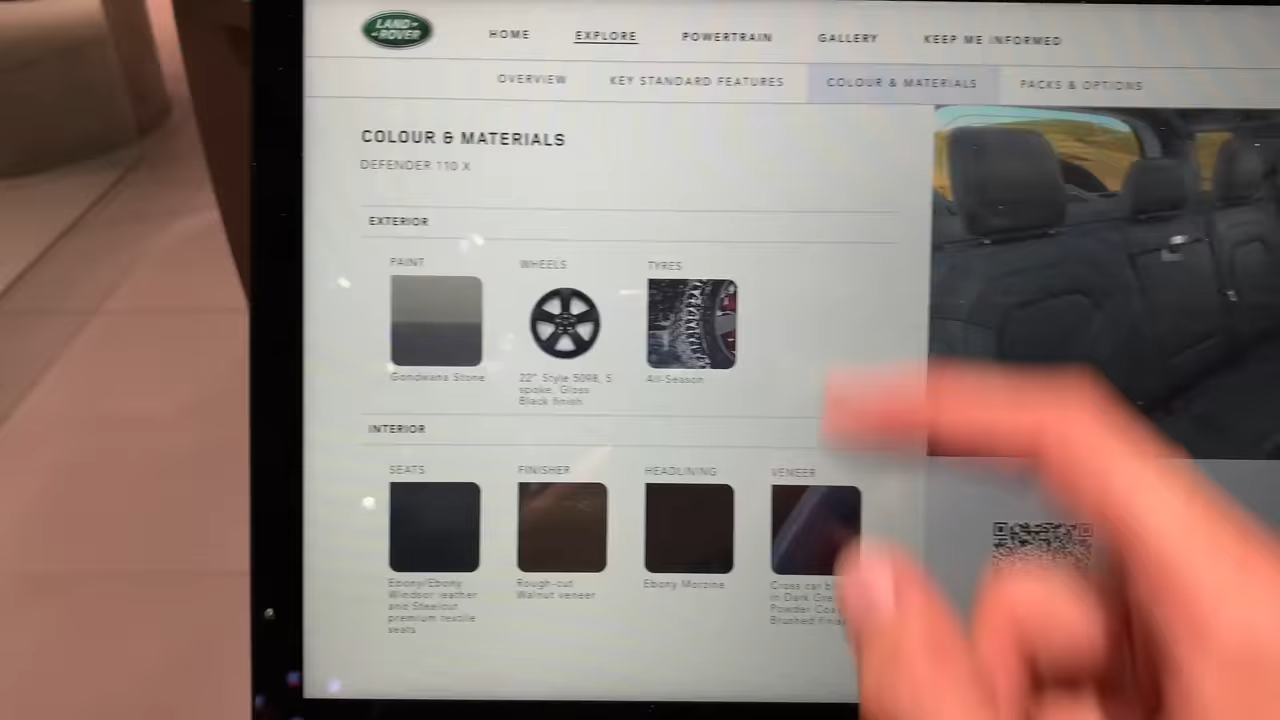 LAND-
-ROVER
HOME EXPLORE POWERTRAIN GALLERY KEEP ME INFORMED
OVERVIEW KEY STANDARD FEATURES COLOUR & MATERIALS PACKS & OPTIONS
COLOUR & MATERIALS
DEFENDER 110 X
EXTERIOR
PAINT WHEELS TYRES
Gondwana Stone
22" Style 5098, 5
spoke, Gloss
Black finish
All-Season
INTERIOR
SEATS FINISHER HEADLINING VENEER
Ebony/Ebony
Windsor leather
and Steelcut
premium textile
seats
Rough-cut
Walnut veneer
Ebony Morzine
Cross car
in Dark
Powder
Brushed